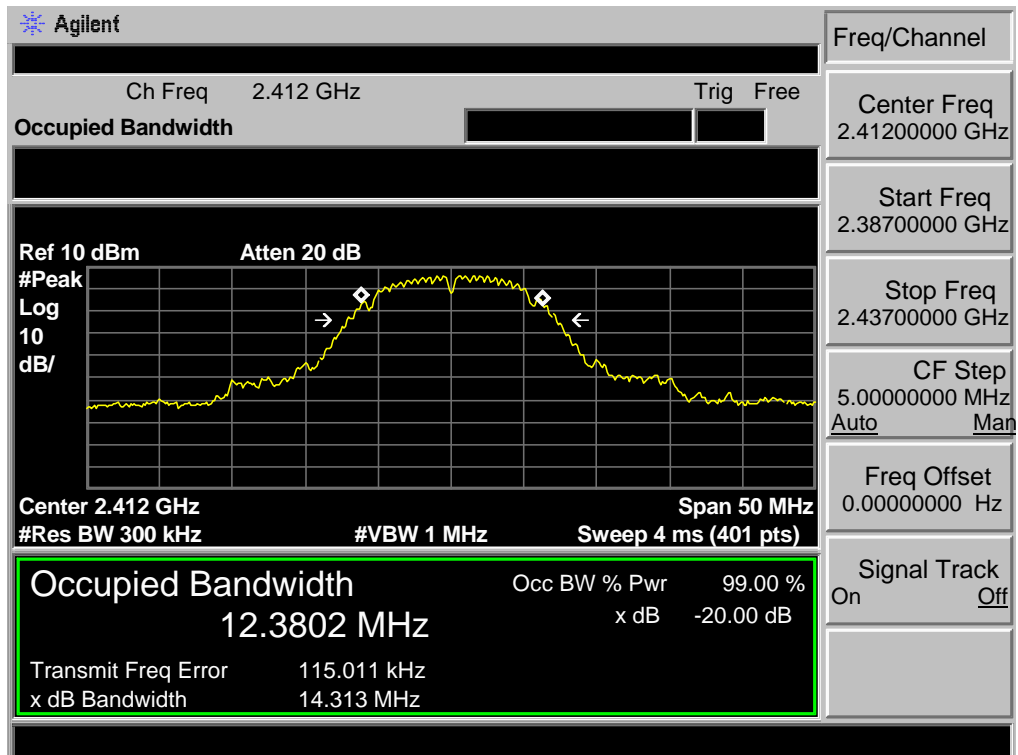 Agilent
Freq/Channel
Ch Freq 2.412 GHz Trig Free
Occupied Bandwidth
Center Freq
2.41200000 GHz
Start Freq
2.38700000 GHz
Stop Freq
2.43700000 GHz
CF Step
5.00000000 MHz
Auto Man
Freq Offset
0.00000000 Hz
Signal Track
On Off
Ref 10 dBm Atten 20 dB
#Peak
Log
10
dB/
Center 2.412 GHz Span 50 MHz
#Res BW 300 kHz #VBW 1 MHz Sweep 4 ms (401 pts)
Occupied Bandwidth Occ BW % Pwr 99.00 %
12.3802 MHz x dB -20.00 dB
Transmit Freq Error 115.011 kHz
x dB Bandwidth 14.313 MHz